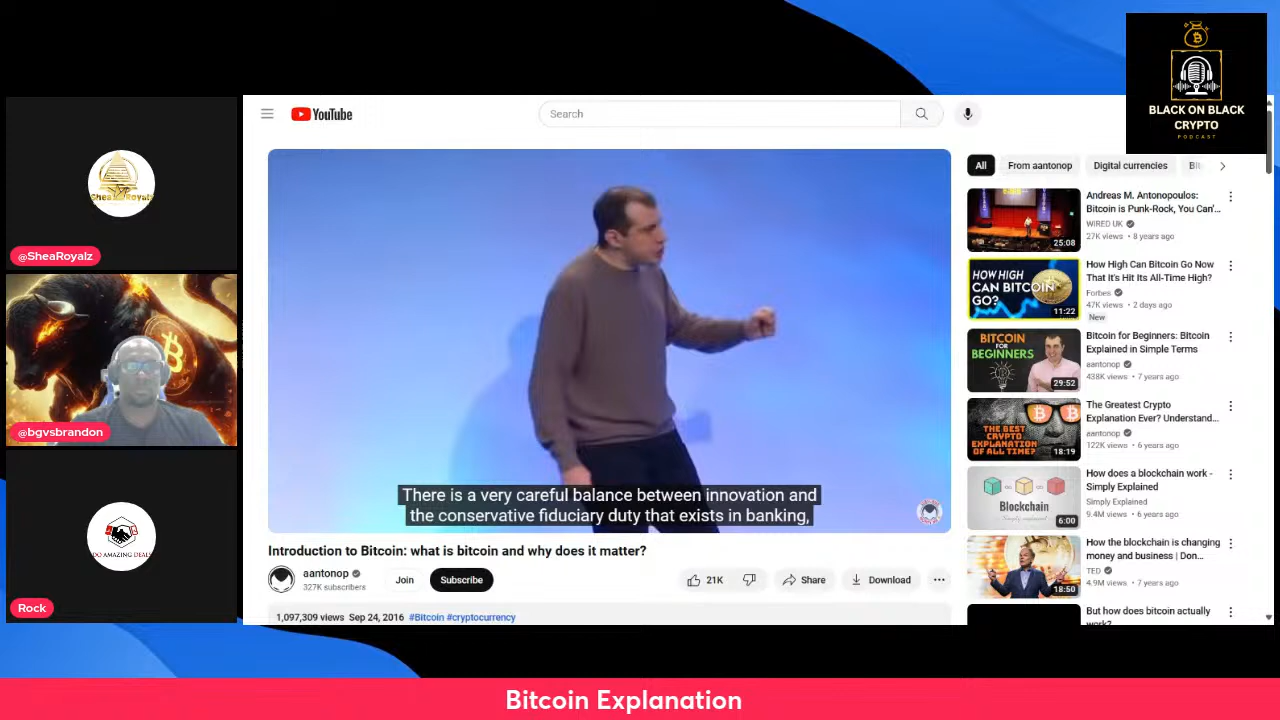 BLACK ON BLACK
CRYPTO
PODCAST
SheaRoyalz
@SheaRoyalz
@bgvsbrandon
DO AMAZING DEALS
Rock
YouTube
Search
There is a very careful balance between innovation and
the conservative fiduciary duty that exists in banking,
Introduction to Bitcoin: what is bitcoin and why does it matter?
aantonop
327K subscribers
Join
Subscribe
21K
Share
Download
1,097,309 views Sep 24, 2016 #Bitcoin #cryptocurrency
All
From aantonop
Digital currencies
25:08
Andreas M. Antonopoulos:
Bitcoin is Punk-Rock, You Can'...
WIRED UK
27K views • 8 years ago
HOW HIGH
CAN BITCOIN
GO?
11:22
How High Can Bitcoin Go Now
That It's Hit Its All-Time High?
Forbes
47K views • 2 days ago
New
BITCOIN
FOR
BEGINNERS
29:52
Bitcoin for Beginners: Bitcoin
Explained in Simple Terms
aantonop
438K views • 7 years ago
THE BEST
CRYPTO
EXPLANATION
OF ALL TIME?
18:19
The Greatest Crypto
Explanation Ever? Understand...
aantonop
122K views • 6 years ago
Blockchain
Simply Explained
6:00
How does a blockchain work -
Simply Explained
Simply Explained
9.4M views • 6 years ago
18:50
How the blockchain is changing
money and business | Don...
TED
4.9M views • 7 years ago
But how does bitcoin actually
work?
Bitcoin Explanation